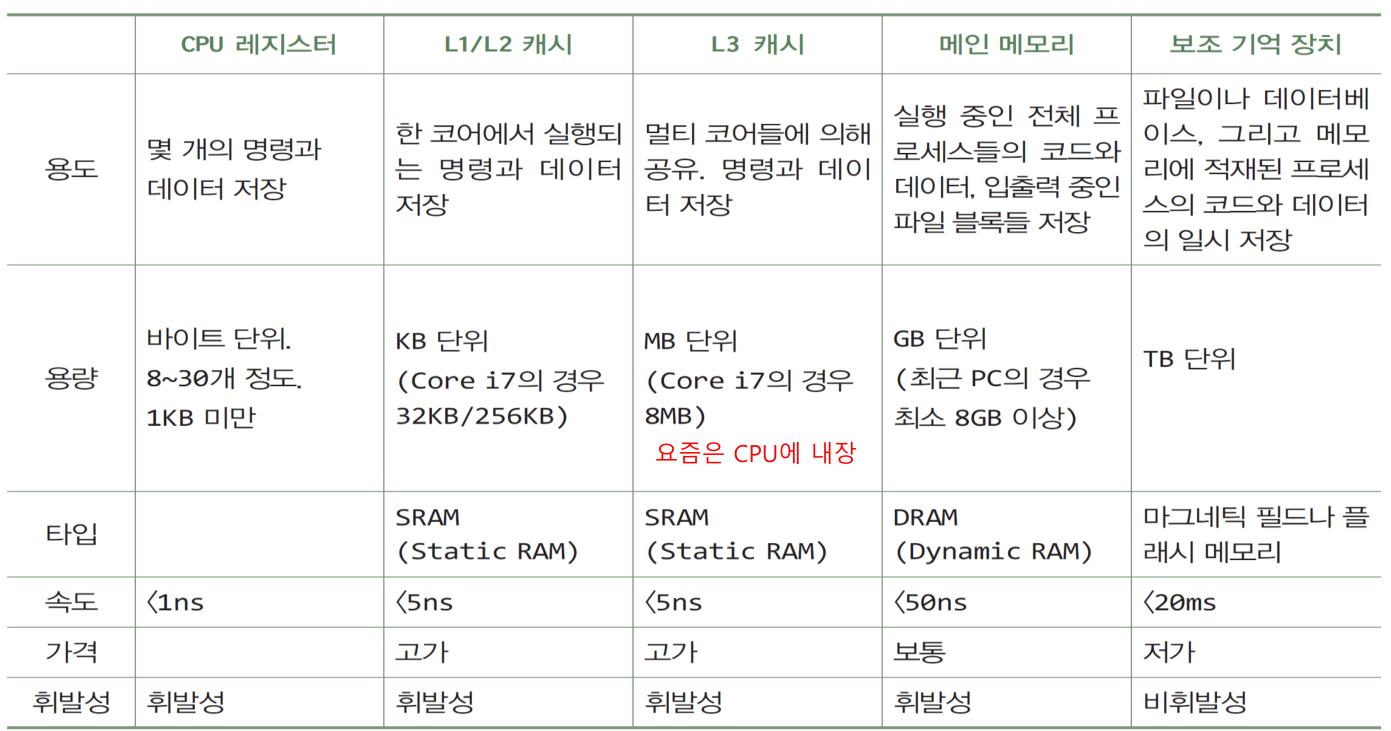 CPU 레지스터
L1/L2 캐시
L3 캐시
메인 메모리
보조 기억 장치
용도
몇 개의 명령과
데이터 저장
한 코어에서 실행되
는 명령과 데이터
저장
멀티 코어들에 의해
공유. 명령과 데이
터 저장
실행 중인 전체 프
로세스들의 코드와
데이터, 입출력 중인
파일 블록들 저장
파일이나 데이터베
이스, 그리고 메모
리에 적재된 프로세
스의 코드와 데이터
의 일시 저장
용량
바이트 단위.
8~30개 정도.
1KB 미만
KB 단위
(Core i7의 경우
32KB/256KB)
MB 단위
(Core i7의 경우
8MB)
요즘은 CPU에 내장
GB 단위
(최근 PC의 경우
최소 8GB 이상)
TB 단위
타입
SRAM
(Static RAM)
SRAM
(Static RAM)
DRAM
(Dynamic RAM)
마그네틱 필드나 플
래시 메모리
속도
<1ns
<5ns
<5ns
<50ns
<20ms
가격
고가
고가
보통
저가
휘발성
휘발성
휘발성
휘발성
휘발성
비휘발성